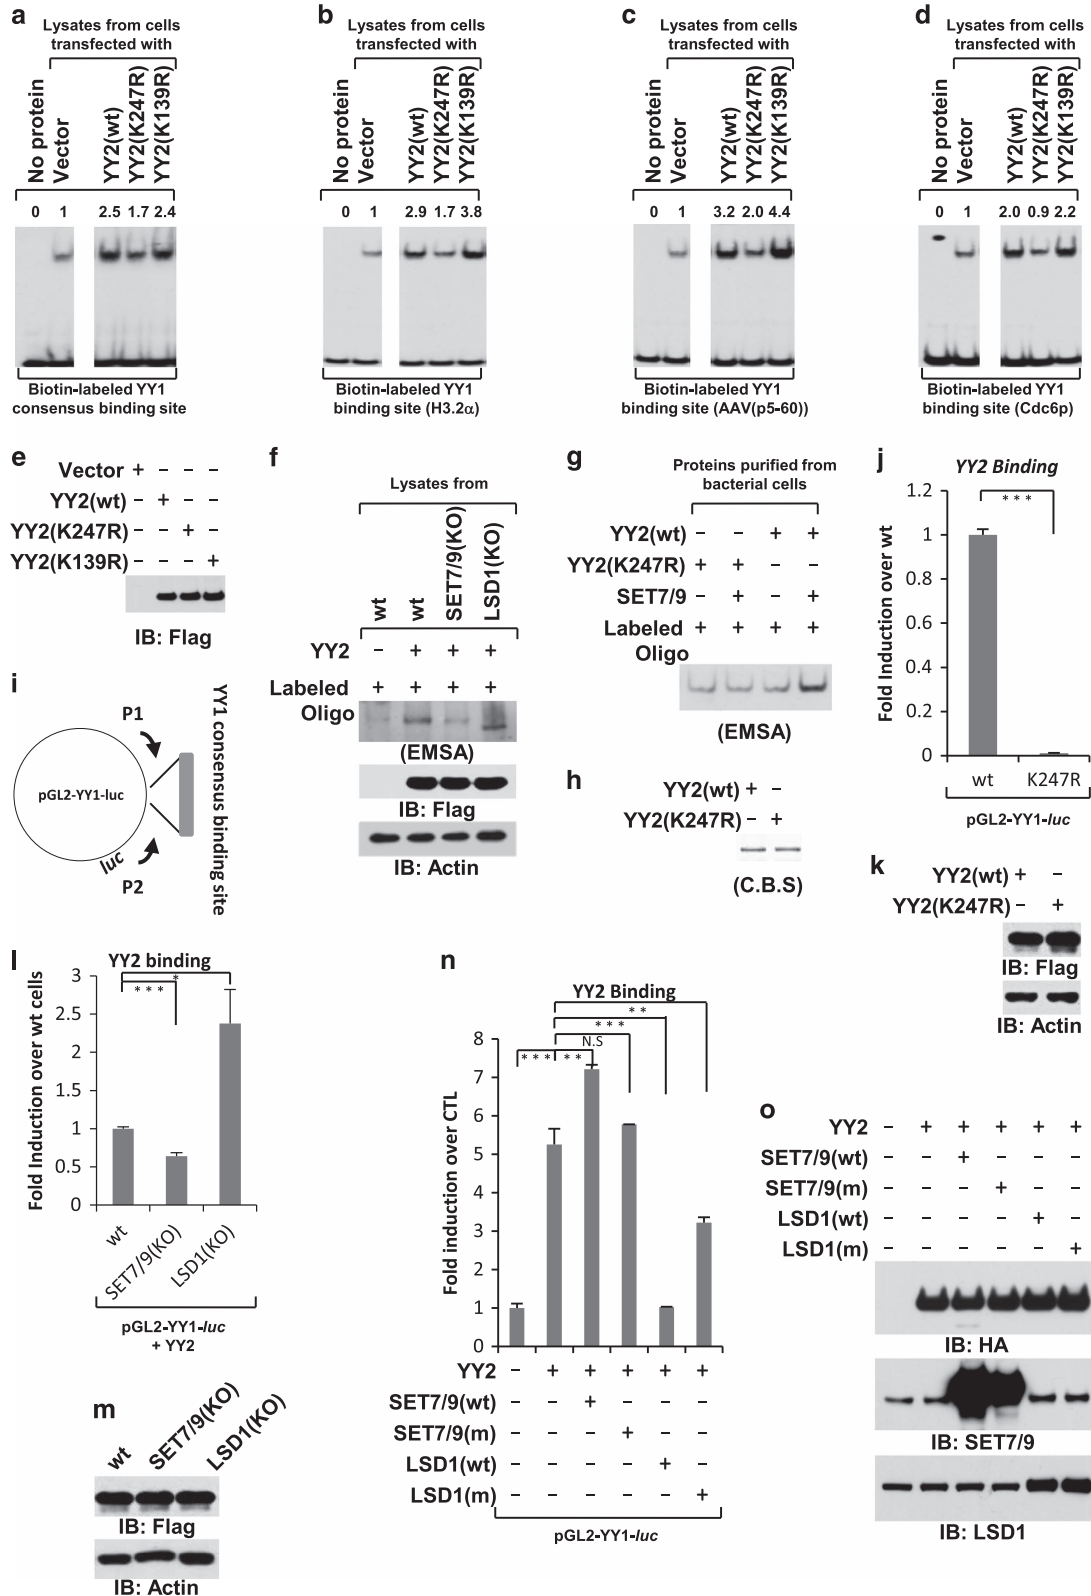 a
Lysates from cells
transfected with
No protein
Vector
YY2(wt)
YY2(K247R)
YY2(K139R)
0 1 2.5 1.7 2.4
Biotin-labeled YY1
consensus binding site
b
Lysates from cells
transfected with
No protein
Vector
YY2(wt)
YY2(K247R)
YY2(K139R)
0 1 2.9 1.7 3.8
Biotin-labeled YY1
binding site (H3.2α)
c
Lysates from cells
transfected with
No protein
Vector
YY2(wt)
YY2(K247R)
YY2(K139R)
0 1 3.2 2.0 4.4
Biotin-labeled YY1
binding site (AAV(p5-60))
d
Lysates from cells
transfected with
No protein
Vector
YY2(wt)
YY2(K247R)
YY2(K139R)
0 1 2.0 0.9 2.2
Biotin-labeled YY1
binding site (Cdc6p)
e
Vector + – – –
YY2(wt) – + – –
YY2(K247R) – – + –
YY2(K139R) – – – +
IB: Flag
f
Lysates from
wt
wt
SET7/9(KO)
LSD1(KO)
YY2 – + + +
Labeled + + + +
Oligo
(EMSA)
IB: Flag
IB: Actin
g
Proteins purified from
bacterial cells
YY2(wt) – – + +
YY2(K247R) + + – –
SET7/9 – + – +
Labeled + + + +
Oligo
(EMSA)
h
YY2(wt) + –
YY2(K247R) – +
(C.B.S)
i
P1
pGL2-YY1-luc
luc
P2
YY1 consensus binding site
j
YY2 Binding
* * *
Fold Induction over wt
1.2
1
0.8
0.6
0.4
0.2
0
wt K247R
pGL2-YY1-luc
k
YY2(wt) + –
YY2(K247R) – +
IB: Flag
IB: Actin
l
YY2 binding
*
* * *
Fold Induction over wt cells
3
2.5
2
1.5
1
0.5
0
wt
SET7/9(KO)
LSD1(KO)
pGL2-YY1-luc
+ YY2
m
wt
SET7/9(KO)
LSD1(KO)
IB: Flag
IB: Actin
n
YY2 Binding
* *
* * *
N.S
* * * * *
Fold induction over CTL
8
7
6
5
4
3
2
1
0
YY2 – + + + + +
SET7/9(wt) – – + – – –
SET7/9(m) – – – + – –
LSD1(wt) – – – – + –
LSD1(m) – – – – – +
pGL2-YY1-luc
o
YY2 – + + + + +
SET7/9(wt) – – + – – –
SET7/9(m) – – – + – –
LSD1(wt) – – – – + –
LSD1(m) – – – – – +
IB: HA
IB: SET7/9
IB: LSD1